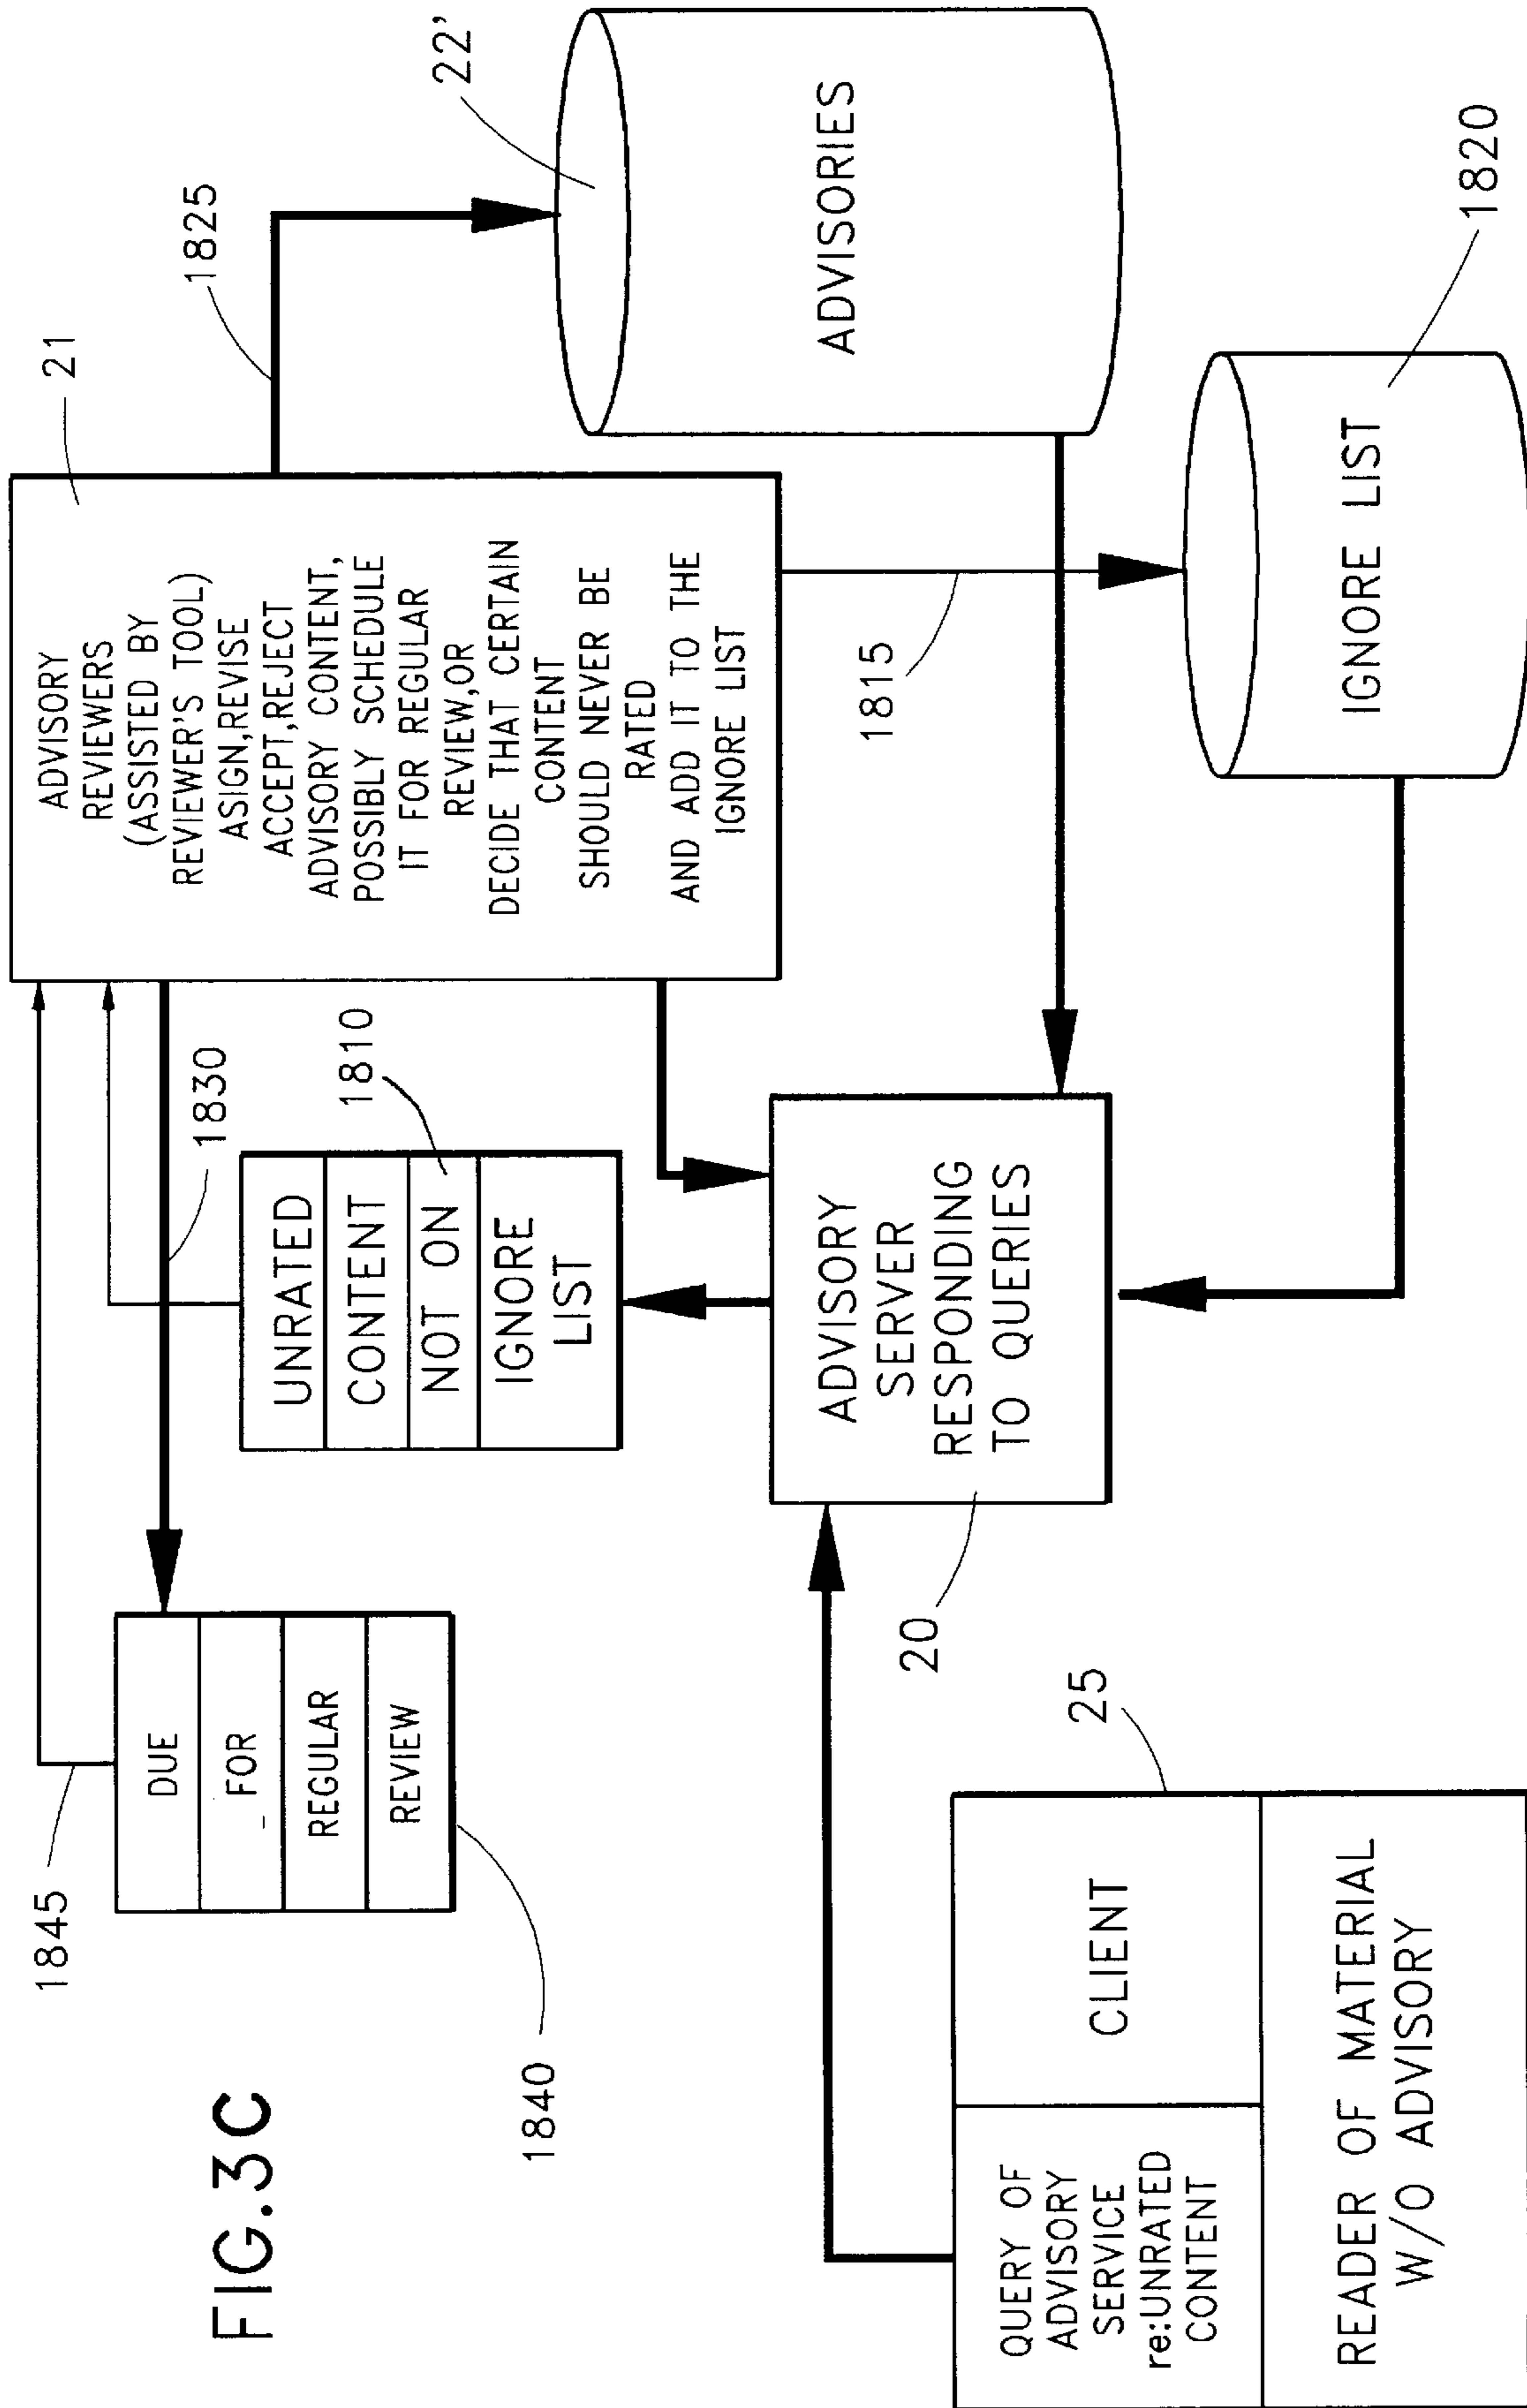 FIG.3C
1845
DUE
FOR
REGULAR
REVIEW
1840
1830
UNRATED
CONTENT
NOT ON
IGNORE
LIST
1810
21
ADVISORY
REVIEWERS
(ASSISTED BY
REVIEWER'S TOOL)
ASIGN,REVISE
ACCEPT,REJECT
ADVISORY CONTENT,
POSSIBLY SCHEDULE
IT FOR REGULAR
REVIEW,OR
DECIDE THAT CERTAIN
CONTENT
SHOULD NEVER BE
RATED
AND ADD IT TO THE
IGNORE LIST
1825
22'
ADVISORIES
1815
IGNORE LIST
1820
ADVISORY
SERVER
RESPONDING
TO QUERIES
20
25
QUERY OF
ADVISORY
SERVICE
re:UNRATED
CONTENT
CLIENT
READER OF MATERIAL
W/O ADVISORY